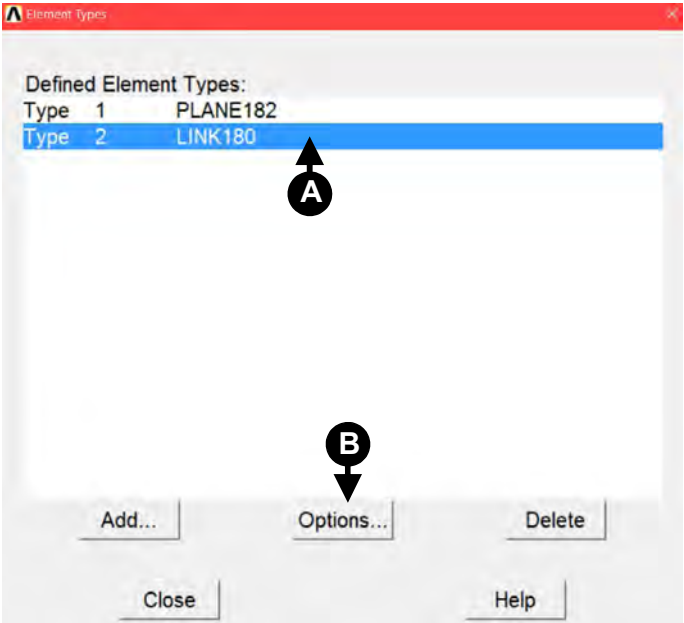 Element Types
Defined Element Types:
Type 1 PLANE182
Type 2 LINK180
A
B
Add... Options... Delete
Close Help